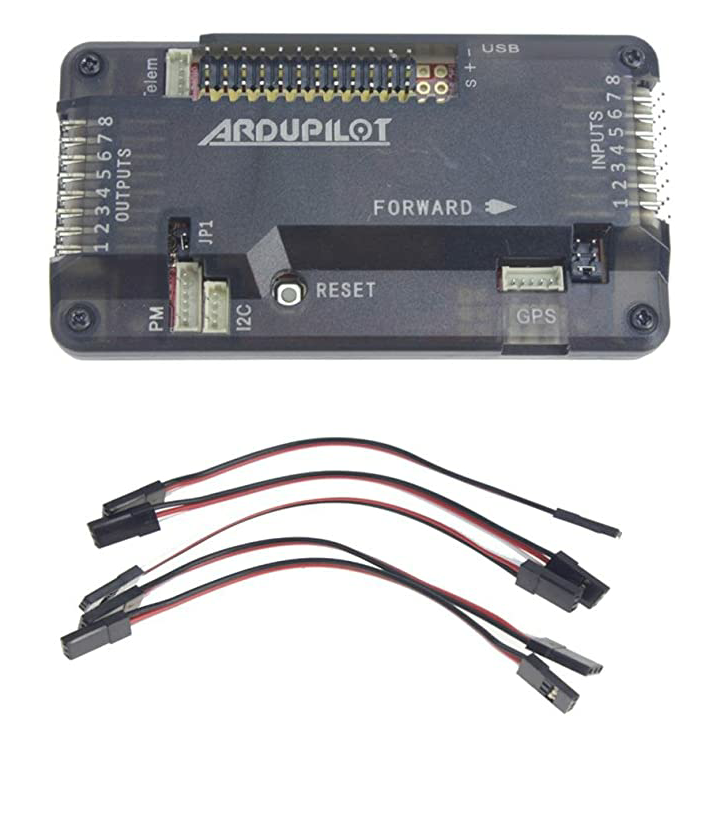 USB
elem
S + -
ARDUPILOT
1 2 3 4 5 6 7 8
OUTPUTS
INPUTS
1 2 3 4 5 6 7 8
FORWARD
JP1
RESET
PM
I2C
GPS